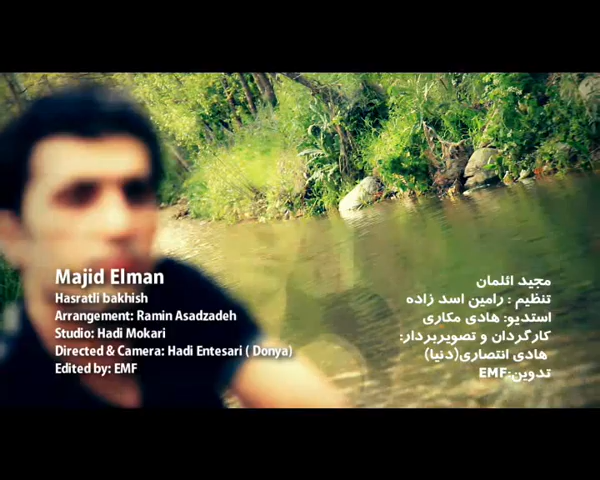 Majid Elman
Hasratli bakhish
Arrangement: Ramin Asadzadeh
Studio: Hadi Mokari
Directed & Camera: Hadi Entesari ( Donya)
Edited by: EMF
مجید ائلمان
تنظیم : رامین اسد زاده
استدیو: هادی مکاری
کارگردان و تصویربردار:
هادی انتصاری(دنیا)
تدوین:EMF